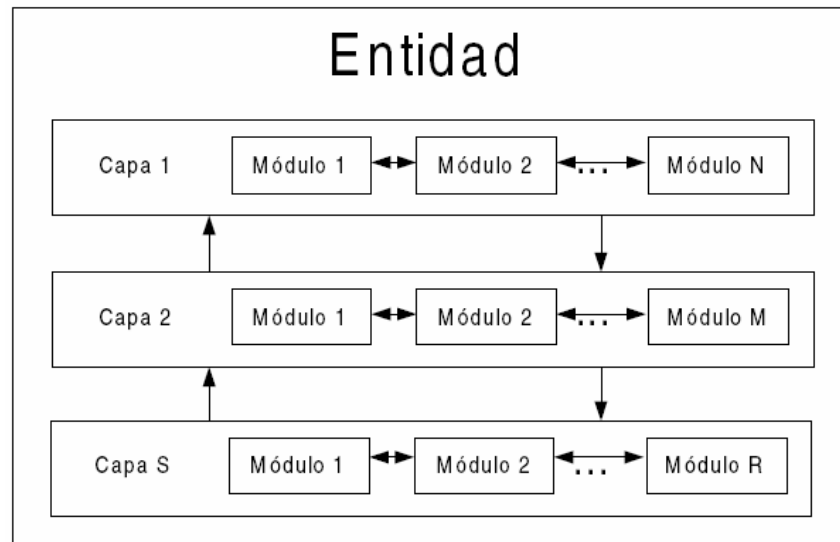 Entidad
Capa 1 Módulo 1 Módulo 2 ... Módulo N
Capa 2 Módulo 1 Módulo 2 ... Módulo M
Capa S Módulo 1 Módulo 2 ... Módulo R